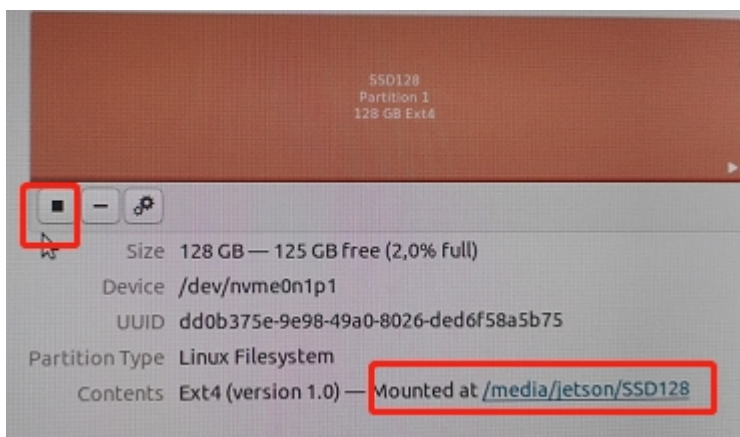 SSD128
Partition 1
128 GB Ext4
Size 128 GB — 125 GB free (2,0% full)
Device /dev/nvme0n1p1
UUID dd0b375e-9e98-49a0-8026-ded6f58a5b75
Partition Type Linux Filesystem
Contents Ext4 (version 1.0) — Mounted at /media/jetson/SSD128